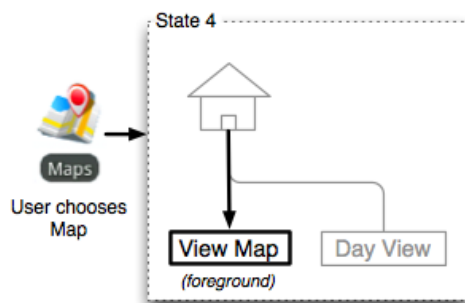 State 4
Maps
User chooses
Map
View Map
Day View
(foreground)